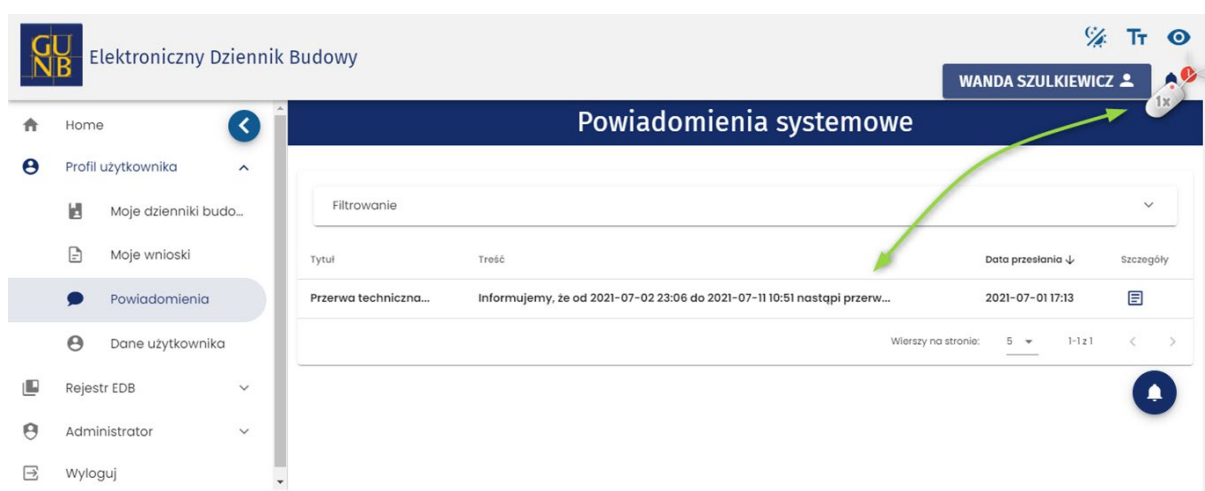 GU
NB
Elektroniczny Dziennik Budowy
Tт
WANDA SZULKIEWICZ
1
1x
Home
Profil użytkownika
Moje dzienniki budo...
Moje wnioski
Powiadomienia
Dane użytkownika
Rejestr EDB
Administrator
Wyloguj
Powiadomienia systemowe
Filtrowanie
Tytuł Treść Data przesłania Szczegóły
Przerwa techniczna... Informujemy, że od 2021-07-02 23:06 do 2021-07-11 10:51 nastąpi przerw... 2021-07-01 17:13
Wierszy na stronie: 5 1-1 z 1